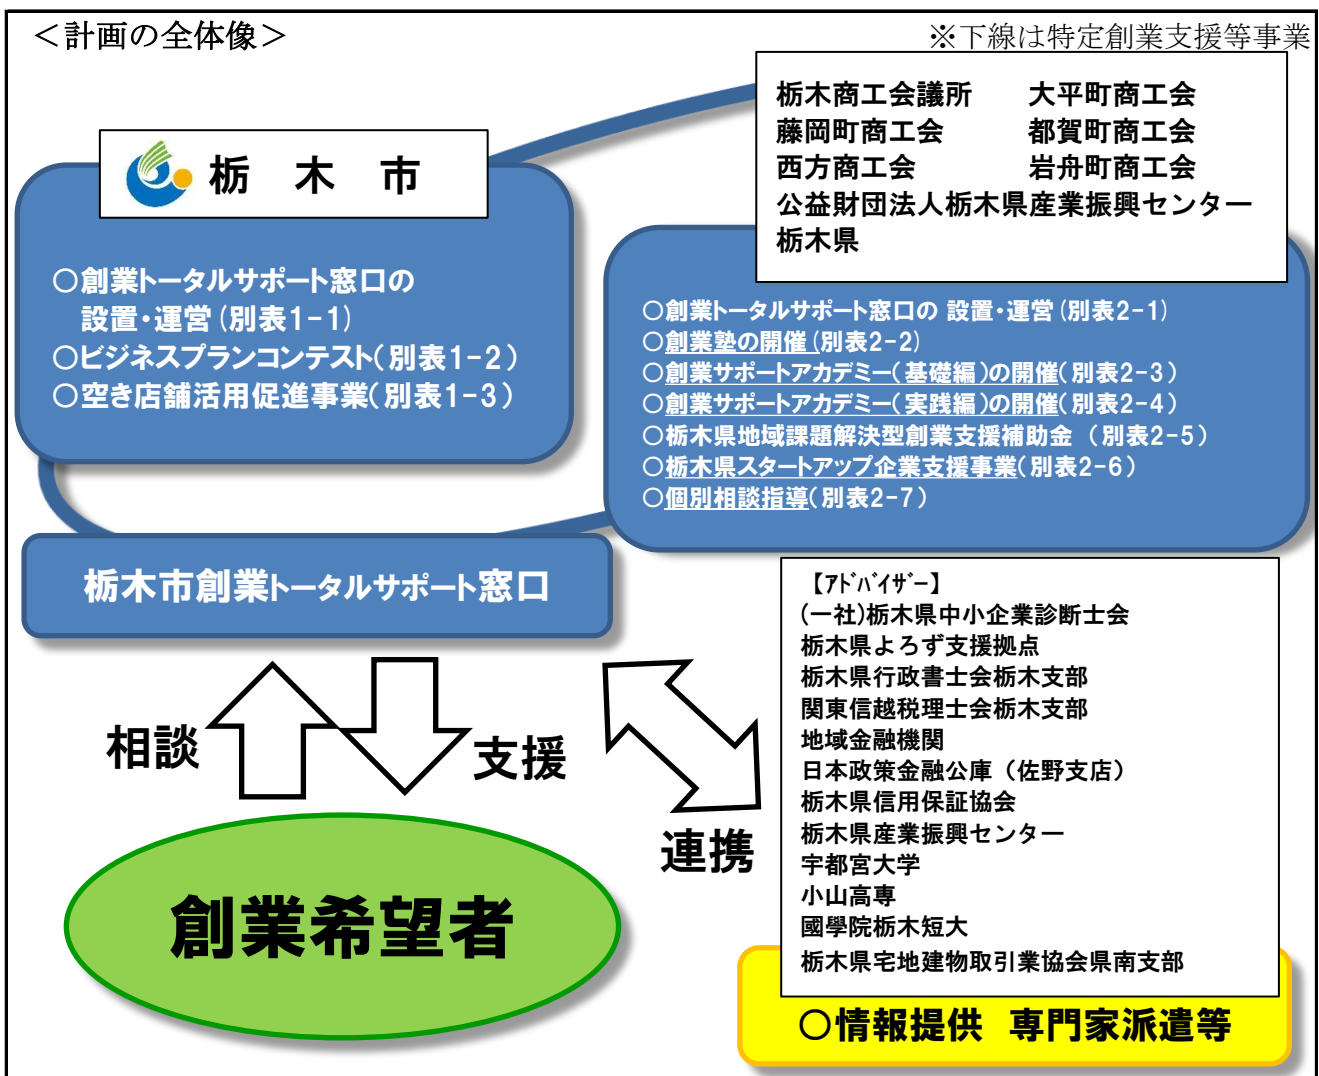 ＜計画の全体像＞
※下線は特定創業支援等事業
栃木商工会議所　大平町商工会
藤岡町商工会　都賀町商工会
西方商工会　岩舟町商工会
公益財団法人栃木県産業振興センター
栃木県
栃　木　市
○創業トータルサポート窓口の
設置・運営（別表1-1）
○ビジネスプランコンテスト（別表1-2）
○空き店舗活用促進事業（別表1-3）
○創業トータルサポート窓口の 設置・運営（別表2-1）
○創業塾の開催（別表2-2）
○創業サポートアカデミー（基礎編）の開催（別表2-3）
○創業サポートアカデミー（実践編）の開催（別表2-4）
○栃木県地域課題解決型創業支援補助金 （別表2-5）
○栃木県スタートアップ企業支援事業（別表2-6）
○個別相談指導（別表2-7）
栃木市創業トータルサポート窓口
相談
支援
連携
創業希望者
【ｱﾄﾞﾊﾞｲｻﾞｰ】
(一社)栃木県中小企業診断士会
栃木県よろず支援拠点
栃木県行政書士会栃木支部
関東信越税理士会栃木支部
地域金融機関
日本政策金融公庫（佐野支店）
栃木県信用保証協会
栃木県産業振興センター
宇都宮大学
小山高専
國學院栃木短大
栃木県宅地建物取引業協会県南支部
○情報提供　専門家派遣等